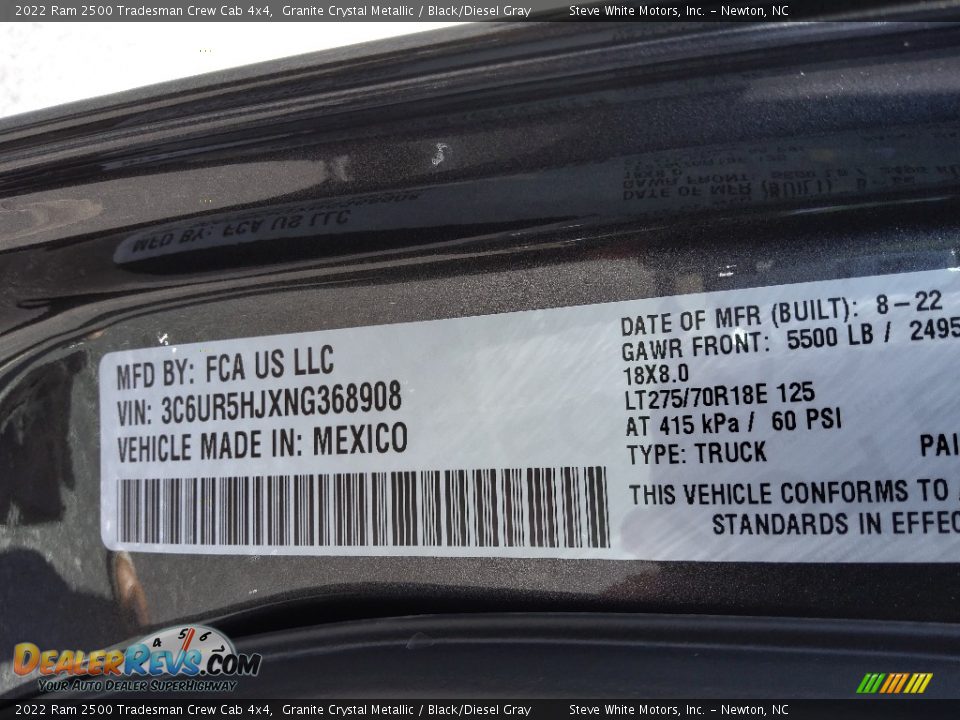 2022 Ram 2500 Tradesman Crew Cab 4x4, Granite Crystal Metallic / Black/Diesel Gray Steve White Motors, Inc. - Newton, NC
MFD BY: FCA US LLC
VIN: 3C6UR5HJXNG368908
VEHICLE MADE IN: MEXICO
DATE OF MFR (BUILT): 8-22
GAWR FRONT: 5500 LB / 2495
18X8.0
LT275/70R18E 125
AT 415 kPa / 60 PSI
TYPE: TRUCK PAI
THIS VEHICLE CONFORMS TO
STANDARDS IN EFFEC
4 5 6 7
DEALERREVS.COM
YOUR AUTO DEALER SUPERHIGHWAY
2022 Ram 2500 Tradesman Crew Cab 4x4, Granite Crystal Metallic / Black/Diesel Gray Steve White Motors, Inc. - Newton, NC